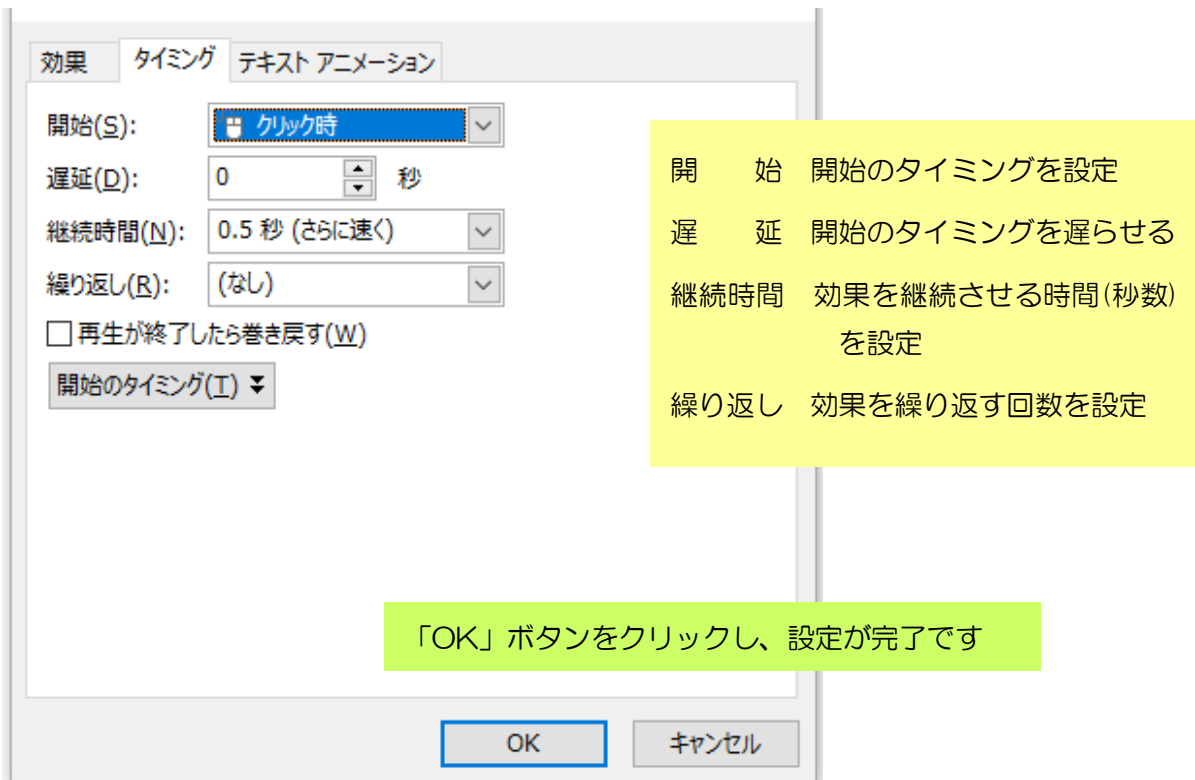 効果 タイミング テキスト アニメーション
開始(S): クリック時
遅延(D): 0 秒
継続時間(N): 0.5 秒 (さらに速く)
繰り返し(R): (なし)
再生が終了したら巻き戻す(W)
開始のタイミング(T)
開　　始　開始のタイミングを設定
遅　　延　開始のタイミングを遅らせる
継続時間　効果を継続させる時間(秒数)
を設定
繰り返し　効果を繰り返す回数を設定
「OK」ボタンをクリックし、設定が完了です
OK キャンセル